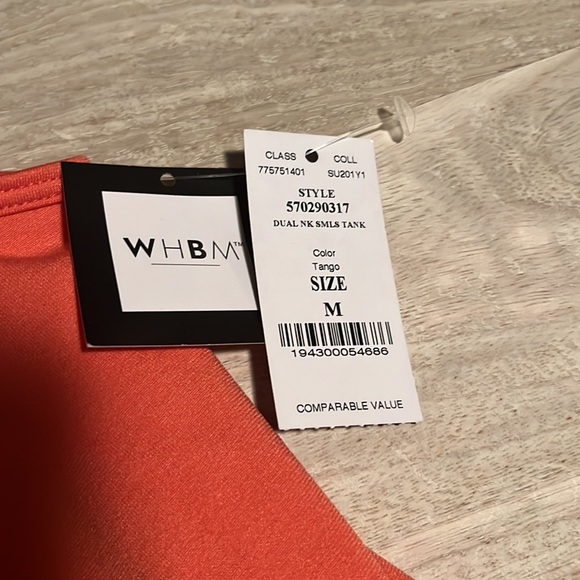 WHBM™
CLASS COLL
775751401 SU201Y1
STYLE
570290317
DUAL NK SMLS TANK
Color
Tango
SIZE
M
194300054686
COMPARABLE VALUE